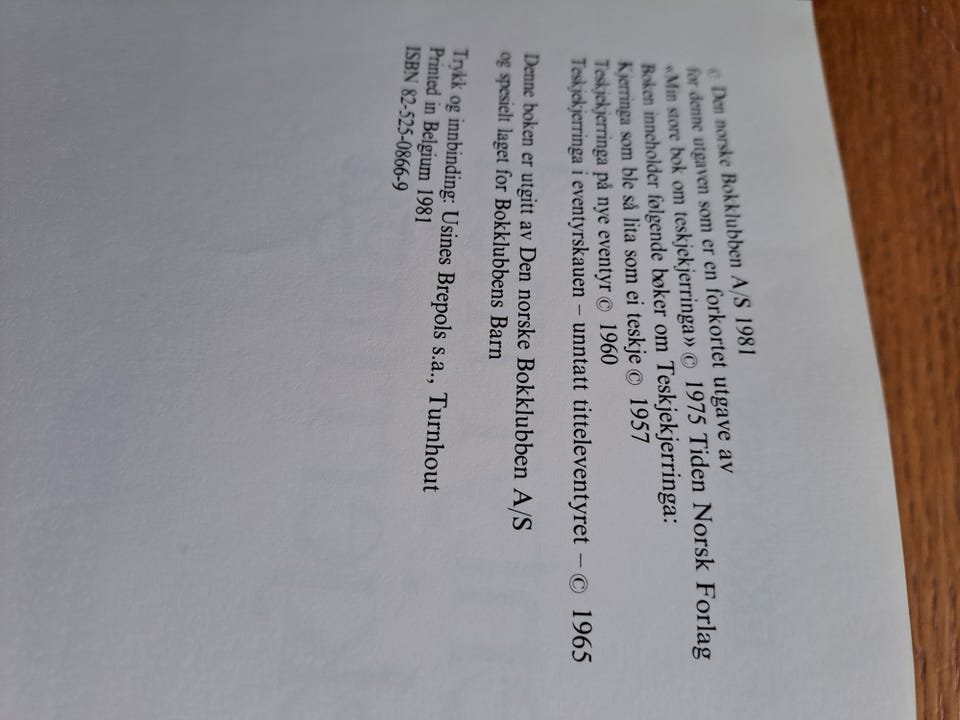 © Den norske Bokklubben A/S 1981
for denne utgaven som er en forkortet utgave av
«Min store bok om teskjekjerringa» © 1975 Tiden Norsk Forlag
Boken inneholder følgende bøker om Teskjekjerringa:
Kjerringa som ble så lita som ei teskje © 1957
Teskjekjerringa på nye eventyr © 1960
Teskjekjerringa i eventyrskauen – unntatt titteleventyret – © 1965
Denne boken er utgitt av Den norske Bokklubben A/S
og spesielt laget for Bokklubbens Barn
Trykk og innbinding: Usines Brepols s.a., Turnhout
Printed in Belgium 1981
ISBN 82-525-0866-9